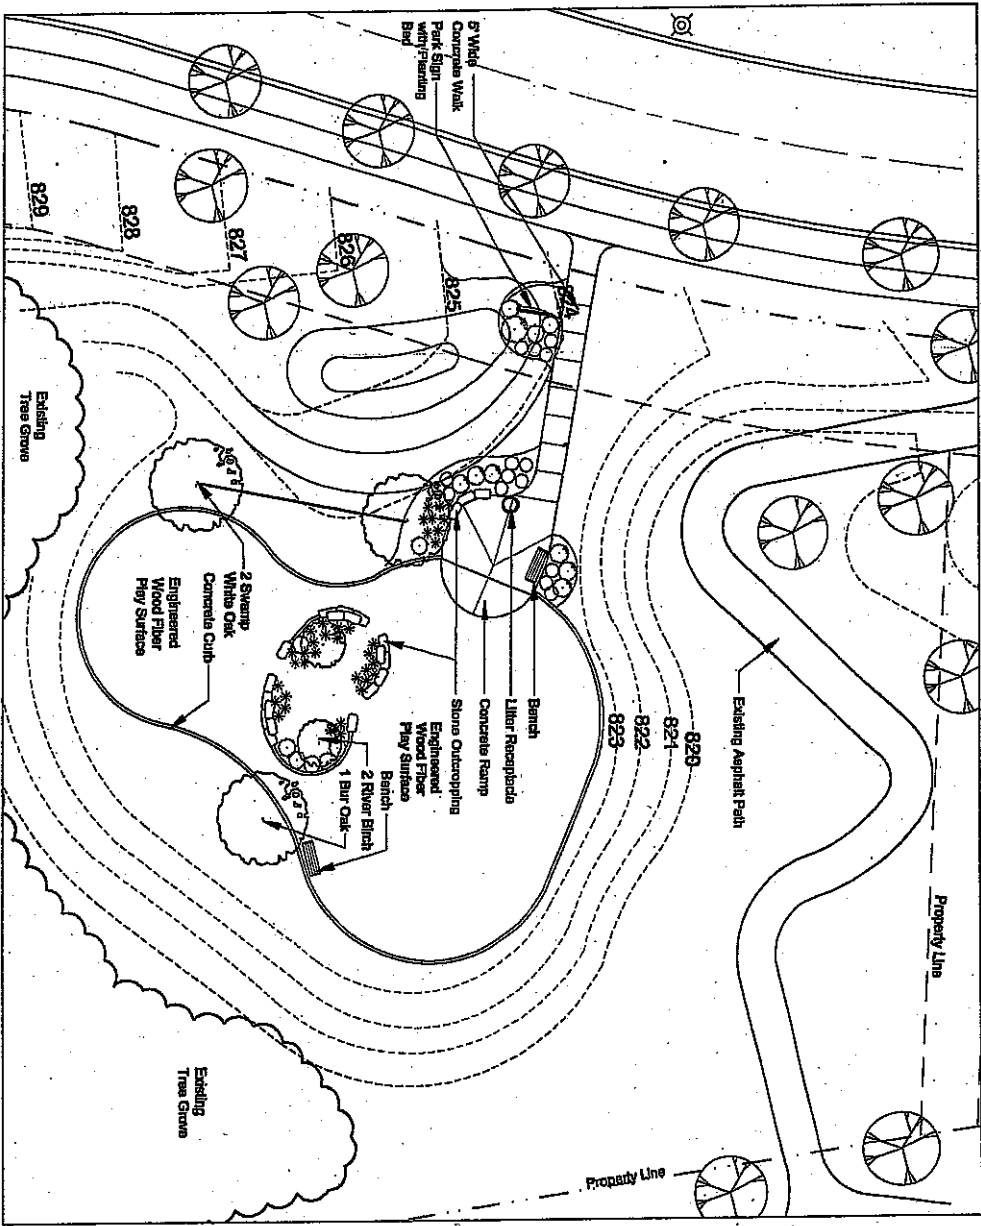 5' Wide
Concrete Walk
Park Sign
with Planting
Bed
829
828
827
826
825
824
Existing
Tree Grove
2 Swamp
White Oak
Concrete Curb
Engineered
Wood Fiber
Play Surface
Bench
Litter Receptacle
Concrete Ramp
Stone Outcropping
Engineered
Wood Fiber
Play Surface
Bench
2 River Birch
1 Bur Oak
820
821
822
823
Existing Asphalt Path
Property Line
Property Line
Existing
Tree Grove